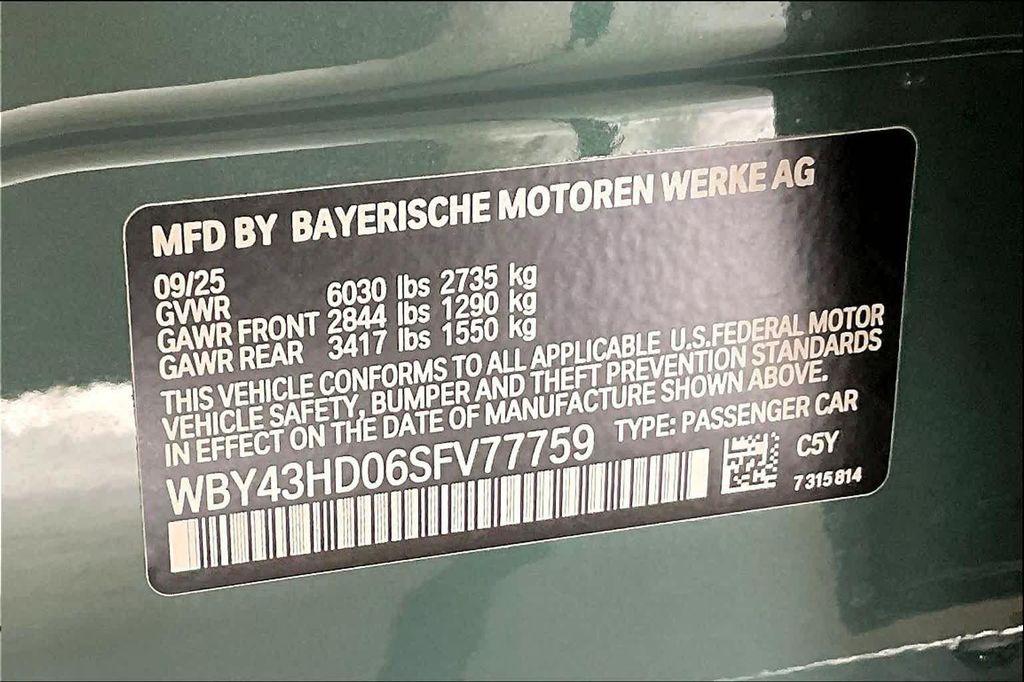 MFD BY BAYERISCHE MOTOREN WERKE AG
09/25
GVWR 6030 lbs 2735 kg
GAWR FRONT 2844 lbs 1290 kg
GAWR REAR 3417 lbs 1550 kg
THIS VEHICLE CONFORMS TO ALL APPLICABLE U.S.FEDERAL MOTOR
VEHICLE SAFETY, BUMPER AND THEFT PREVENTION STANDARDS
IN EFFECT ON THE DATE OF MANUFACTURE SHOWN ABOVE.
WBY43HD06SFV77759 TYPE: PASSENGER CAR
C5Y
7 315 814